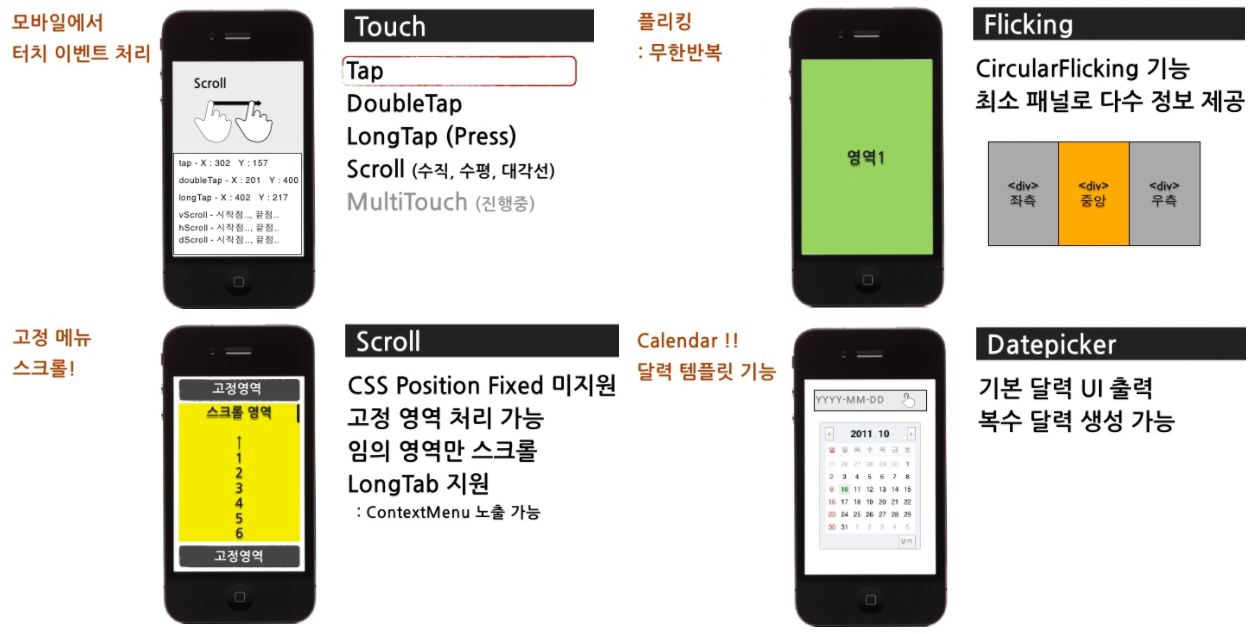 모바일에서
터치 이벤트 처리
Scroll
tap - X : 302 Y : 157
doubleTap - X : 201 Y : 400
longTap - X : 402 Y : 217
vScroll - 시작점.., 끝점..
hScroll - 시작점.., 끝점..
dScroll - 시작점.., 끝점..
Touch
Tap
DoubleTap
LongTap (Press)
Scroll (수직, 수평, 대각선)
MultiTouch (진행중)
플리킹
: 무한반복
영역1
Flicking
CircularFlicking 기능
최소 패널로 다수 정보 제공
<div> <div> <div>
좌측 중앙 우측
고정 메뉴
스크롤!
고정영역
스크롤 영역
↑
1
2
3
4
5
6
고정영역
Scroll
CSS Position Fixed 미지원
고정 영역 처리 가능
임의 영역만 스크롤
LongTab 지원
: ContextMenu 노출 가능
Calendar !!
달력 템플릿 기능
YYYY-MM-DD
< 2011 10 >
일 월 화 수 목 금 토
25 26 27 28 29 30 1
2 3 4 5 6 7 8
9 10 11 12 13 14 15
16 17 18 19 20 21 22
23 24 25 26 27 28 29
30 31 1 2 3 4 5
닫기
Datepicker
기본 달력 UI 출력
복수 달력 생성 가능